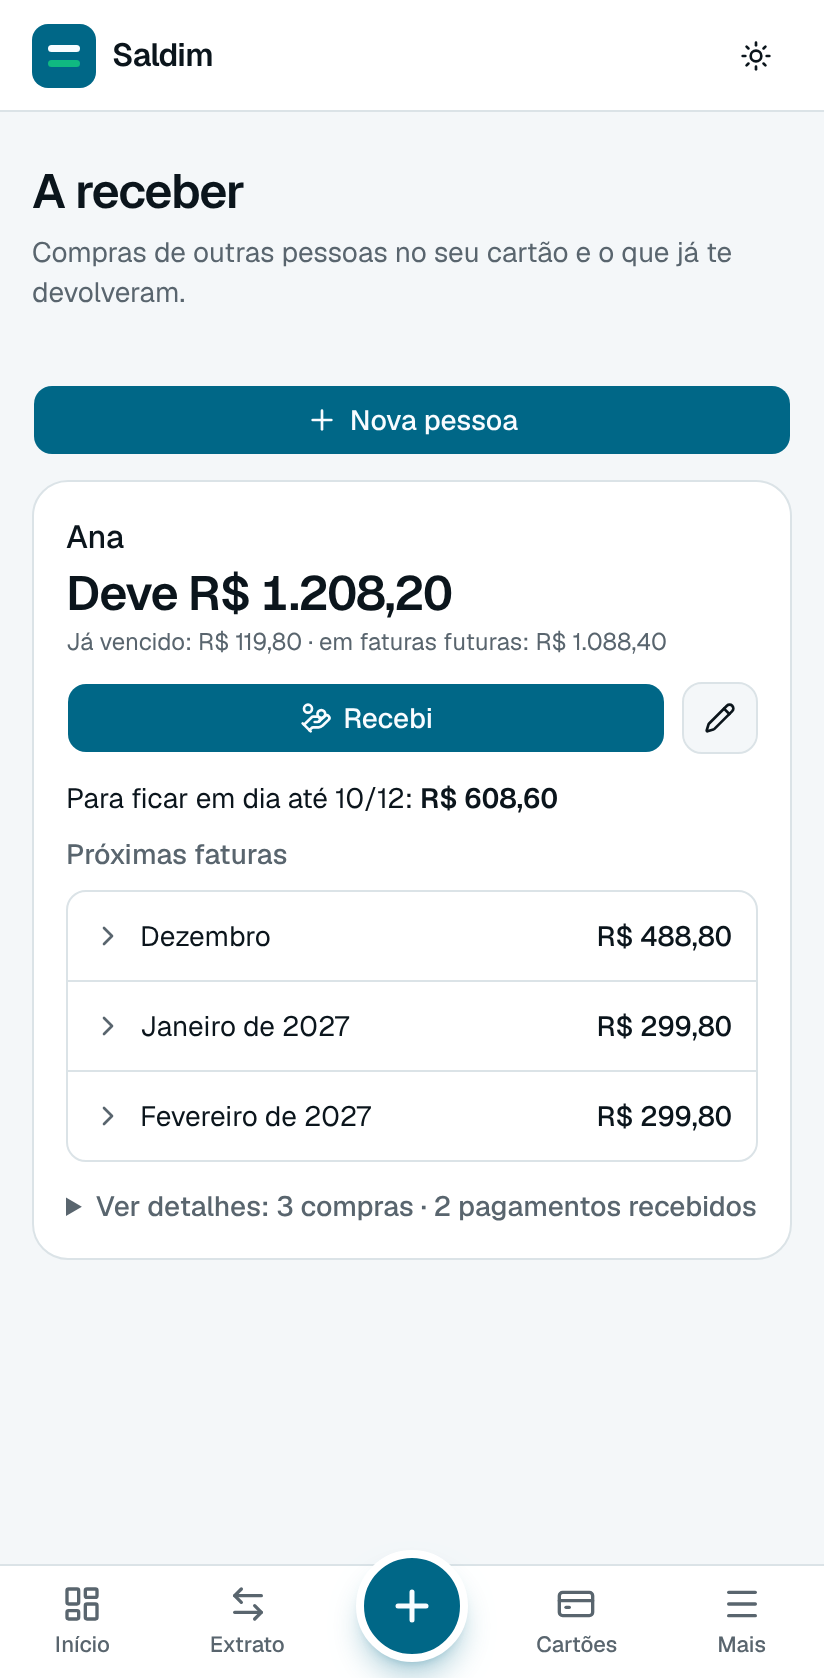 Saldim
A receber
Compras de outras pessoas no seu cartão e o que já te
devolveram.
Nova pessoa
Ana
Deve R$ 1.208,20
Já vencido: R$ 119,80 · em faturas futuras: R$ 1.088,40
Recebi
Para ficar em dia até 10/12: R$ 608,60
Próximas faturas
Dezembro R$ 488,80
Janeiro de 2027 R$ 299,80
Fevereiro de 2027 R$ 299,80
Ver detalhes: 3 compras · 2 pagamentos recebidos
Início Extrato Cartões Mais